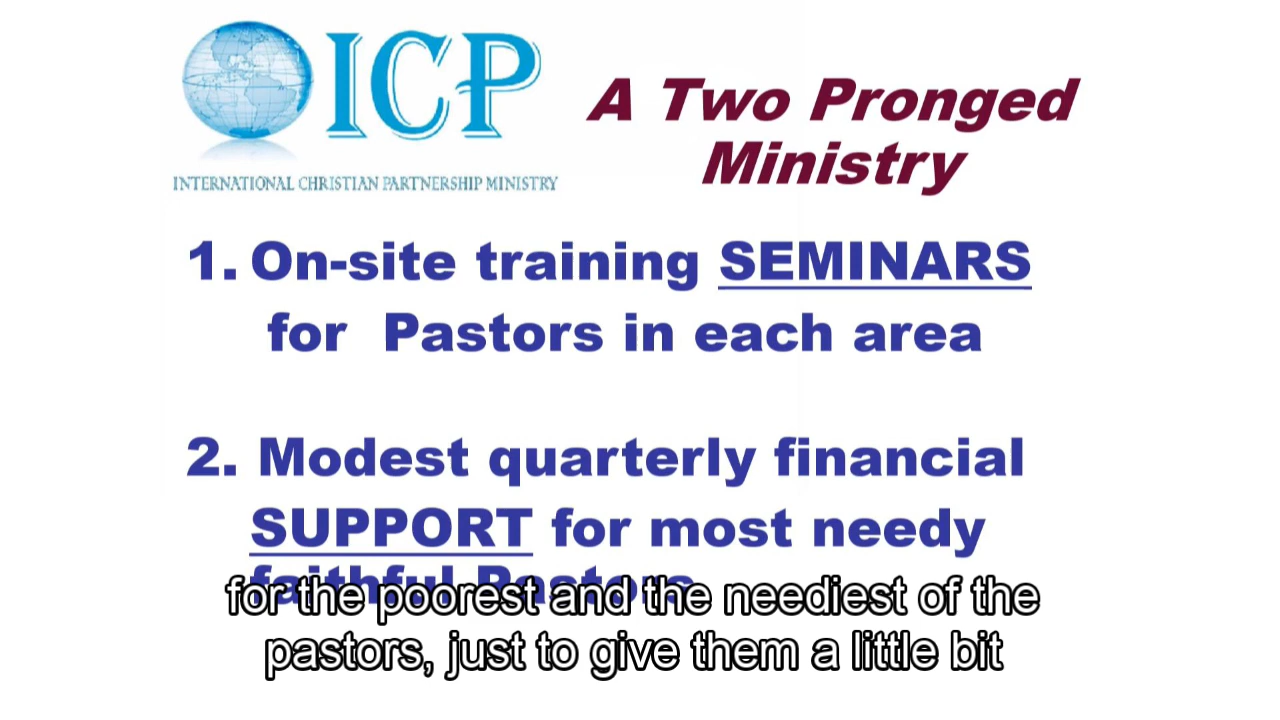 ICP
INTERNATIONAL CHRISTIAN PARTNERSHIP MINISTRY
A Two Pronged
Ministry
1. On-site training SEMINARS
for Pastors in each area
2. Modest quarterly financial
SUPPORT for most needy
faithful Pastors
for the poorest and the neediest of the
pastors, just to give them a little bit